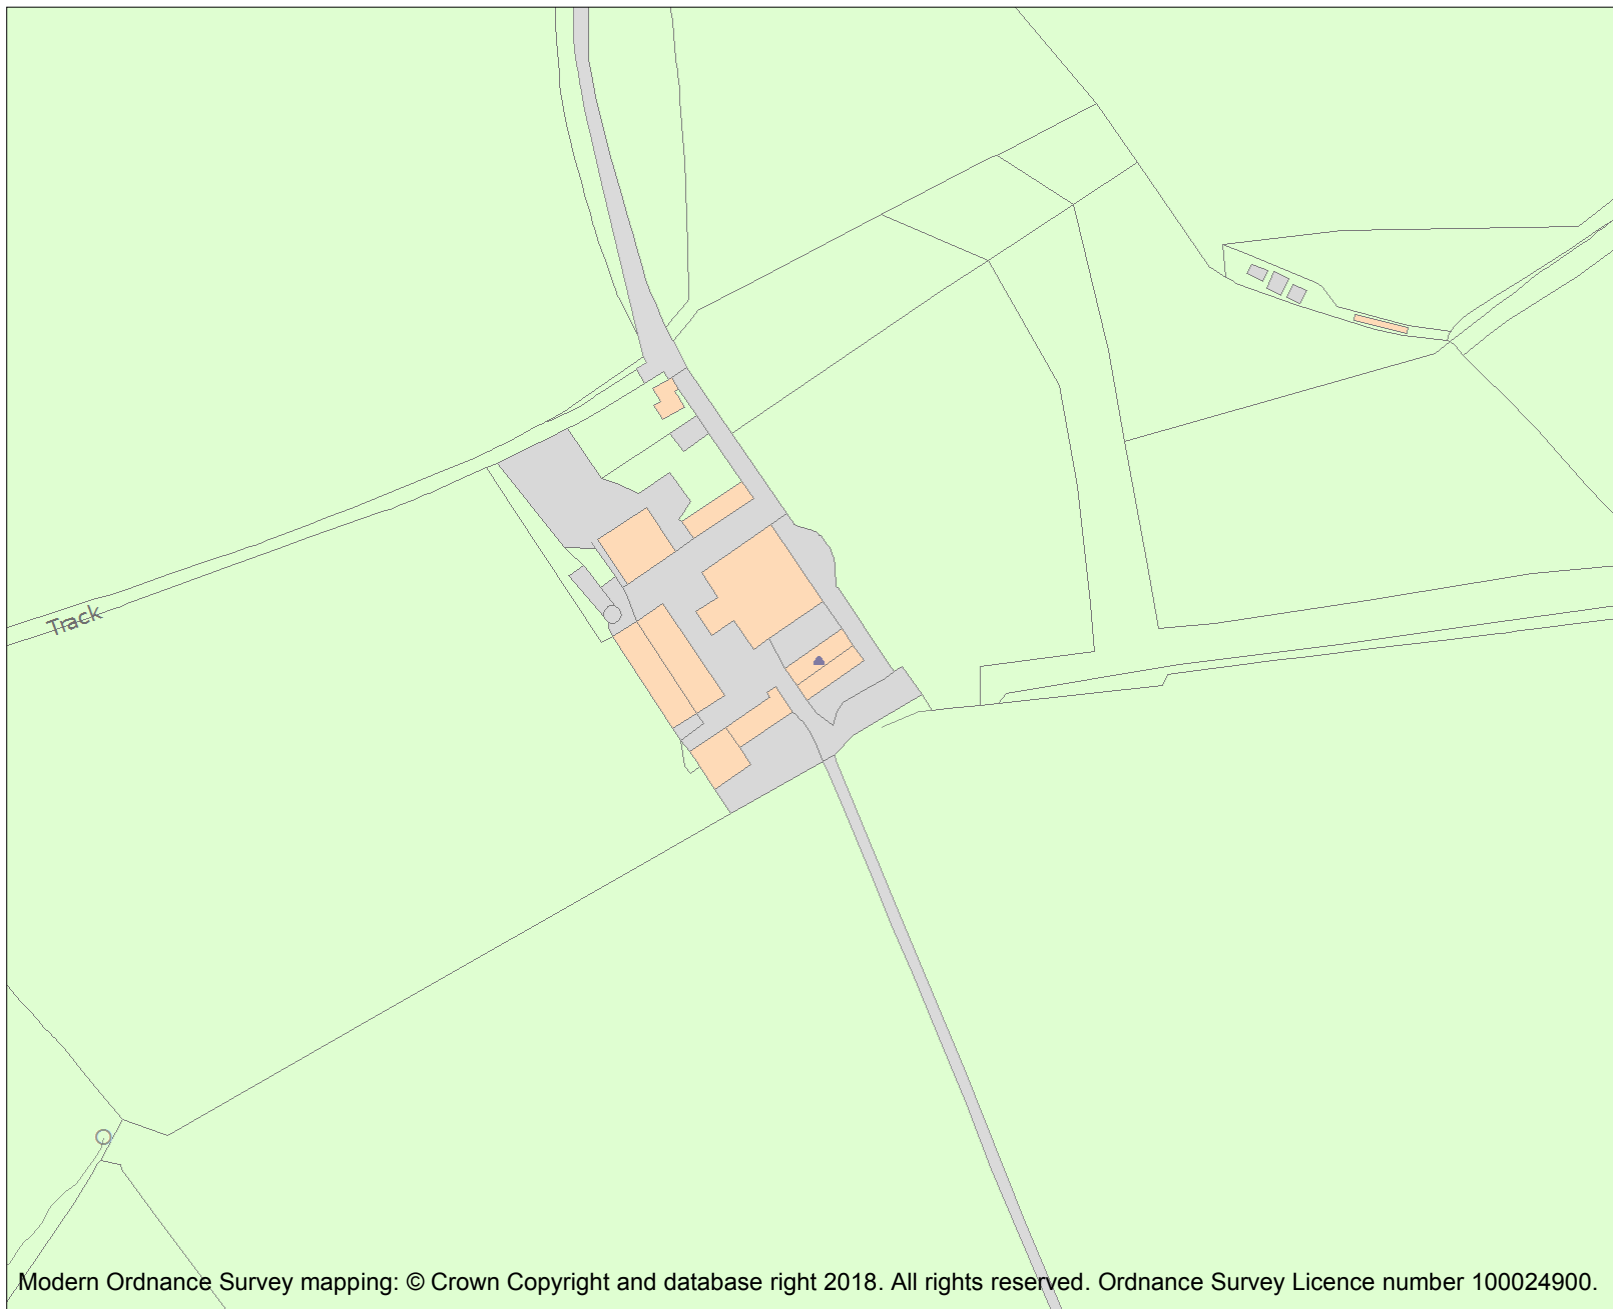 Track
Modern Ordnance Survey mapping: © Crown Copyright and database right 2018. All rights reserved. Ordnance Survey Licence number 100024900.